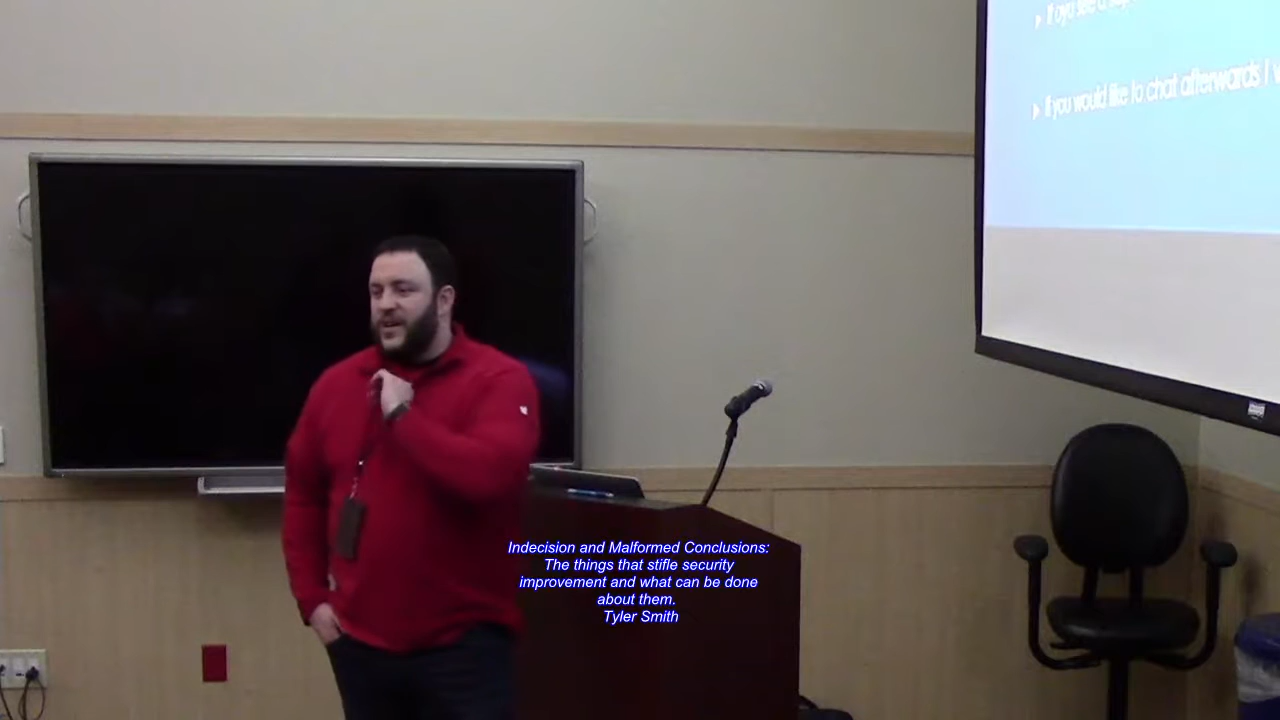 If
If you would like to chat afterwards I
Indecision and Malformed Conclusions:
The things that stifle security
improvement and what can be done
about them.
Tyler Smith